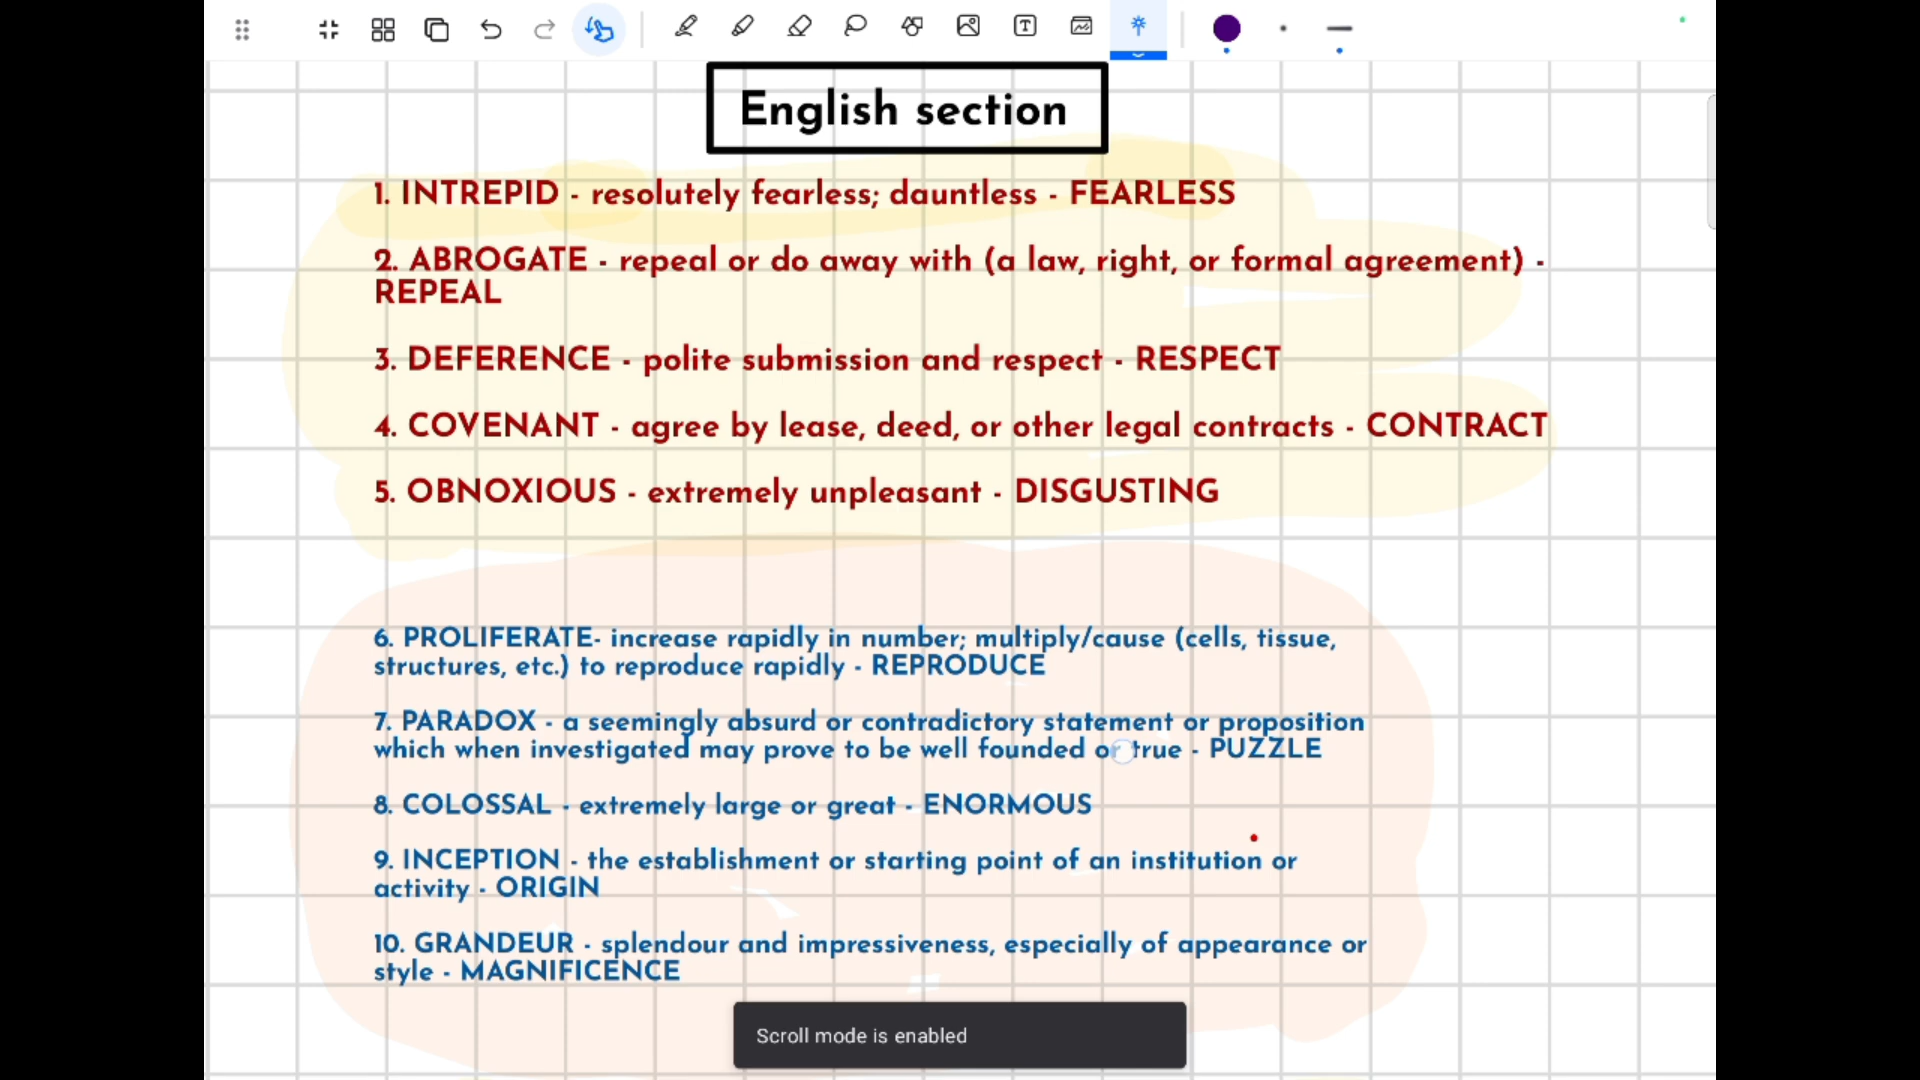 English section
1. INTREPID - resolutely fearless; dauntless - FEARLESS
2. ABROGATE - repeal or do away with (a law, right, or formal agreement) -
REPEAL
3. DEFERENCE - polite submission and respect - RESPECT
4. COVENANT - agree by lease, deed, or other legal contracts - CONTRACT
5. OBNOXIOUS - extremely unpleasant - DISGUSTING
6. PROLIFERATE- increase rapidly in number; multiply/cause (cells, tissue,
structures, etc.) to reproduce rapidly - REPRODUCE
7. PARADOX - a seemingly absurd or contradictory statement or proposition
which when investigated may prove to be well founded or true - PUZZLE
8. COLOSSAL - extremely large or great - ENORMOUS
9. INCEPTION - the establishment or starting point of an institution or
activity - ORIGIN
10. GRANDEUR - splendour and impressiveness, especially of appearance or
style - MAGNIFICENCE
Scroll mode is enabled